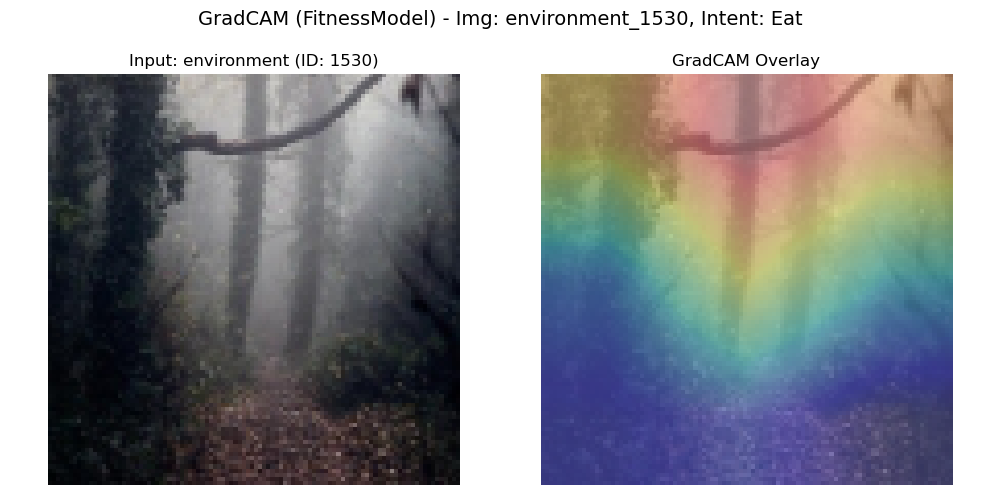 GradCAM (FitnessModel) - Img: environment_1530, Intent: Eat
Input: environment (ID: 1530)
GradCAM Overlay